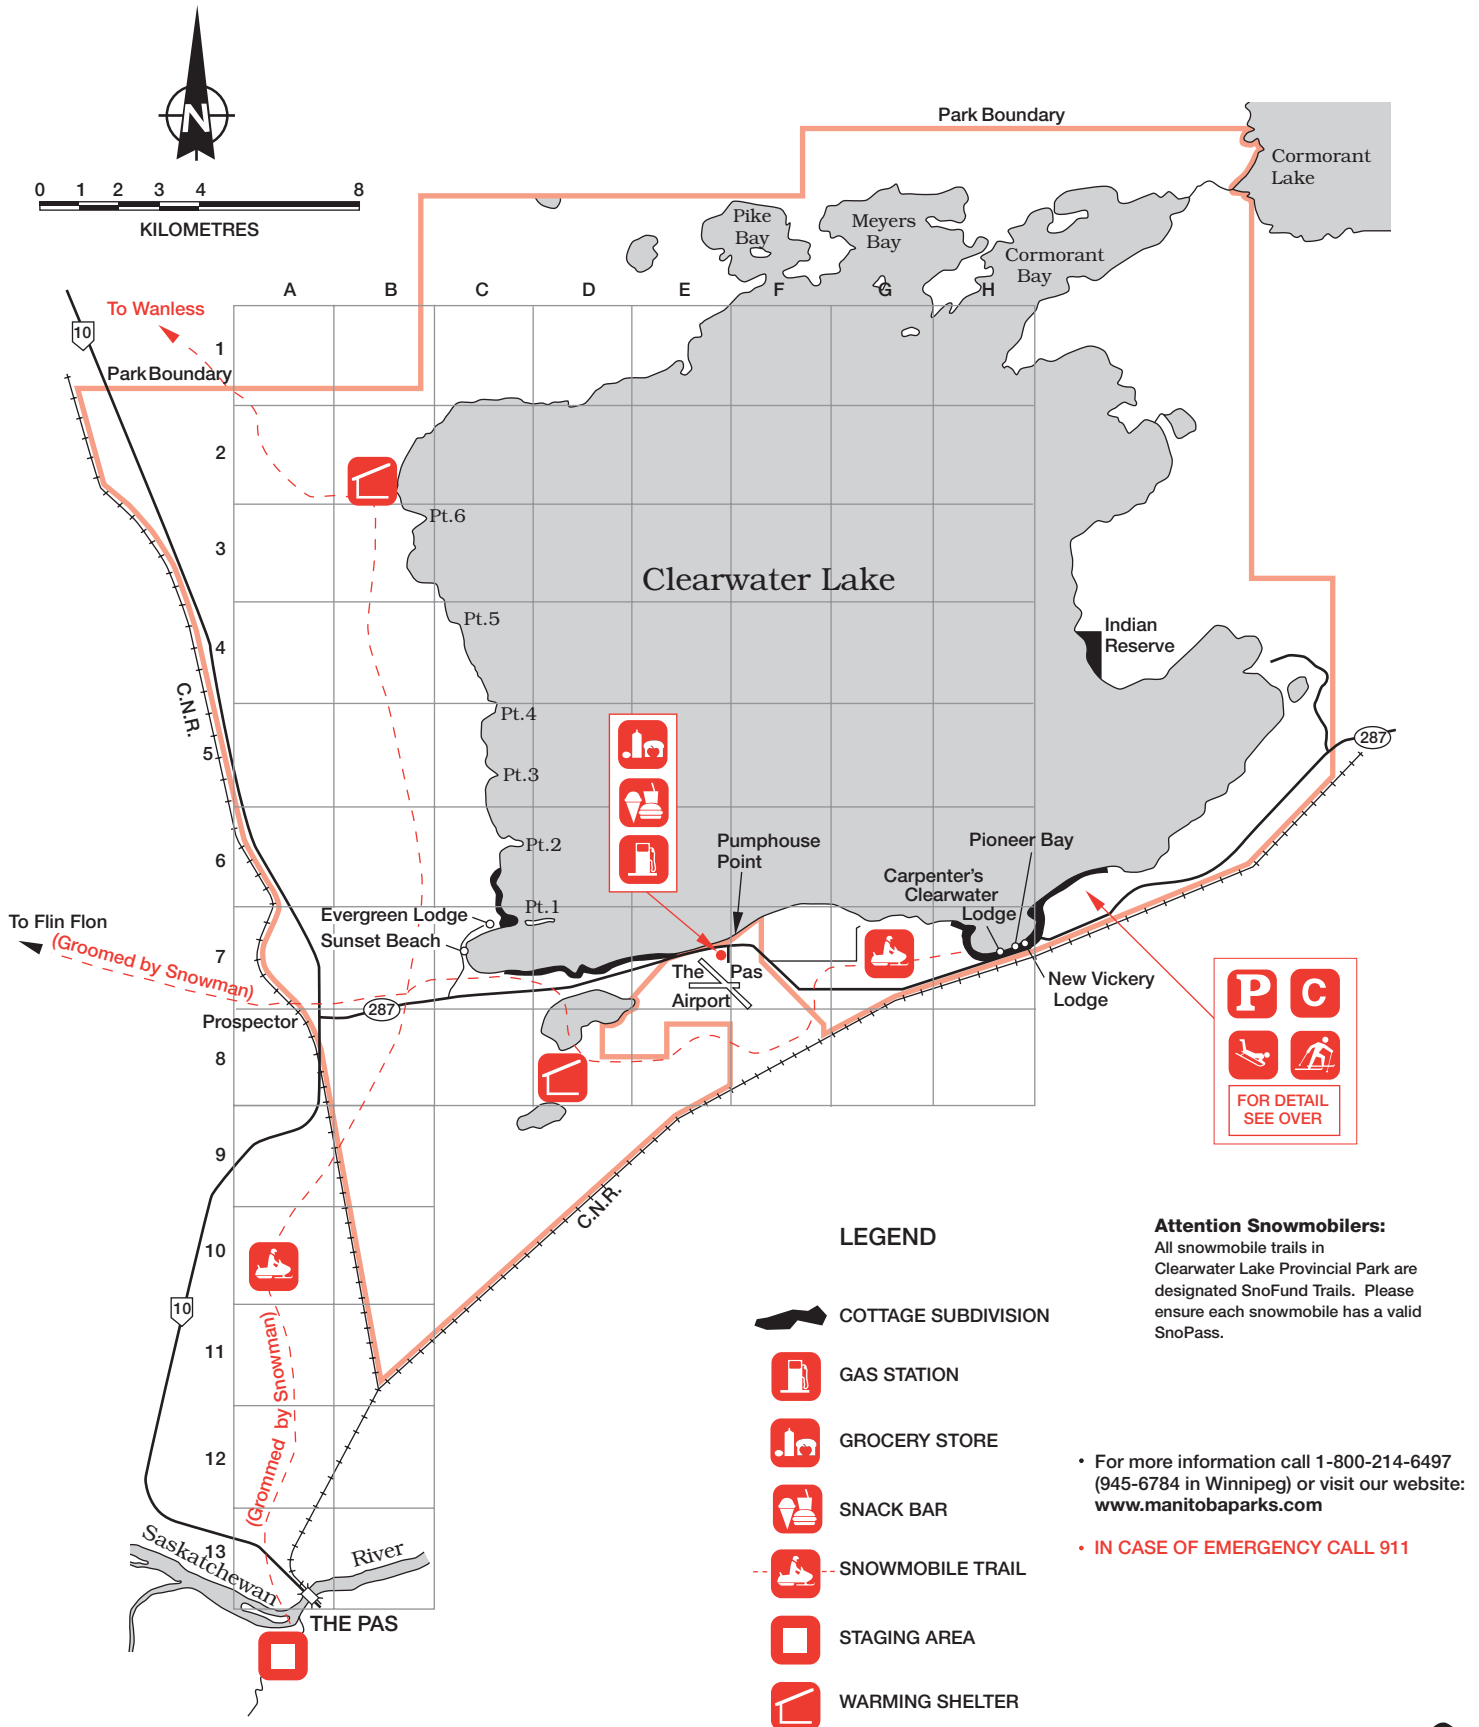 N
0 1 2 3 4 8
KILOMETRES
Park Boundary
Cormorant
Lake
Pike
Bay
Meyers
Bay
Cormorant
Bay
A B C D E F G H
10
To Wanless
1
Park Boundary
2
Pt.6
3
Clearwater Lake
Pt.5
4
Indian
Reserve
C.N.R.
Pt.4
5
Pt.3
287
6
Pt.2
Pumphouse
Point
Pioneer Bay
Carpenter's
Clearwater
Lodge
To Flin Flon
(Groomed by Snowman)
Evergreen Lodge
Pt.1
Sunset Beach
7
The Pas
Airport
New Vickery
Lodge
P C
Prospector
287
8
FOR DETAIL
SEE OVER
9
C.N.R.
10
10
11
(Grommed by Snowman)
12
13
Saskatchewan
River
THE PAS
LEGEND
COTTAGE SUBDIVISION
GAS STATION
GROCERY STORE
SNACK BAR
SNOWMOBILE TRAIL
STAGING AREA
WARMING SHELTER
Attention Snowmobilers:
All snowmobile trails in
Clearwater Lake Provincial Park are
designated SnoFund Trails. Please
ensure each snowmobile has a valid
SnoPass.
• For more information call 1-800-214-6497
(945-6784 in Winnipeg) or visit our website:
www.manitobaparks.com
• IN CASE OF EMERGENCY CALL 911